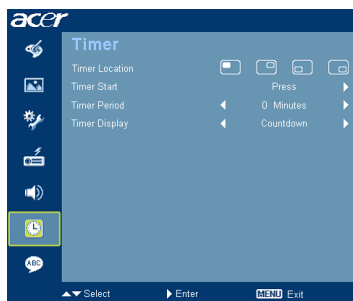 acer
Timer
Timer Location
Timer Start Press
Timer Period 0 Minutes
Timer Display Countdown
ABC
Select Enter MENU Exit